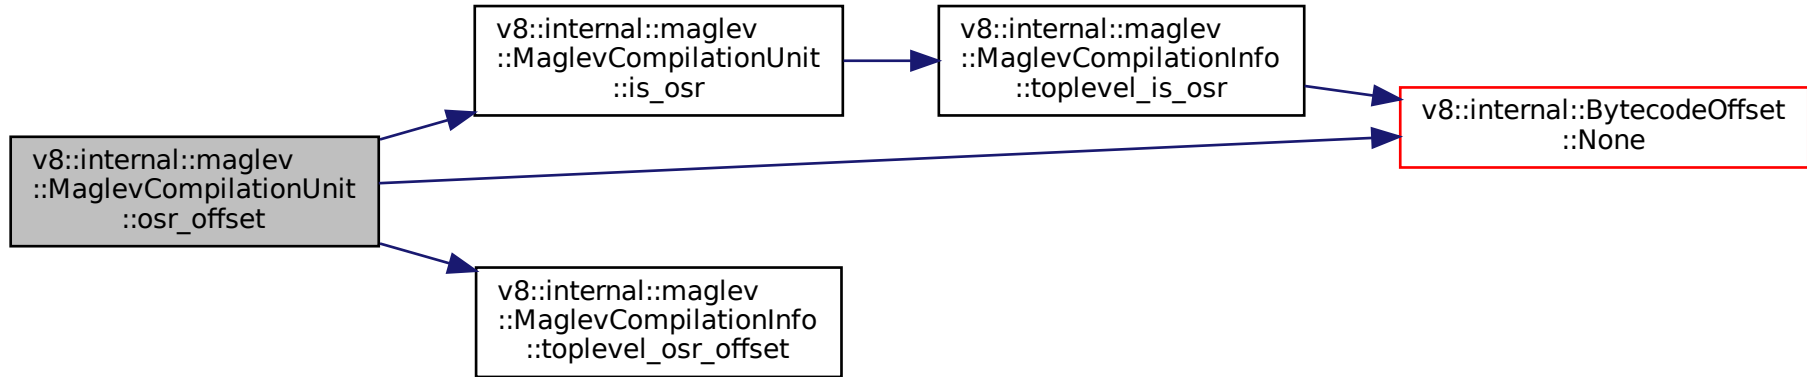 v8::internal::maglev
::MaglevCompilationUnit
::osr_offset
v8::internal::maglev
::MaglevCompilationUnit
::is_osr
v8::internal::maglev
::MaglevCompilationInfo
::toplevel_is_osr
v8::internal::BytecodeOffset
::None
v8::internal::maglev
::MaglevCompilationInfo
::toplevel_osr_offset